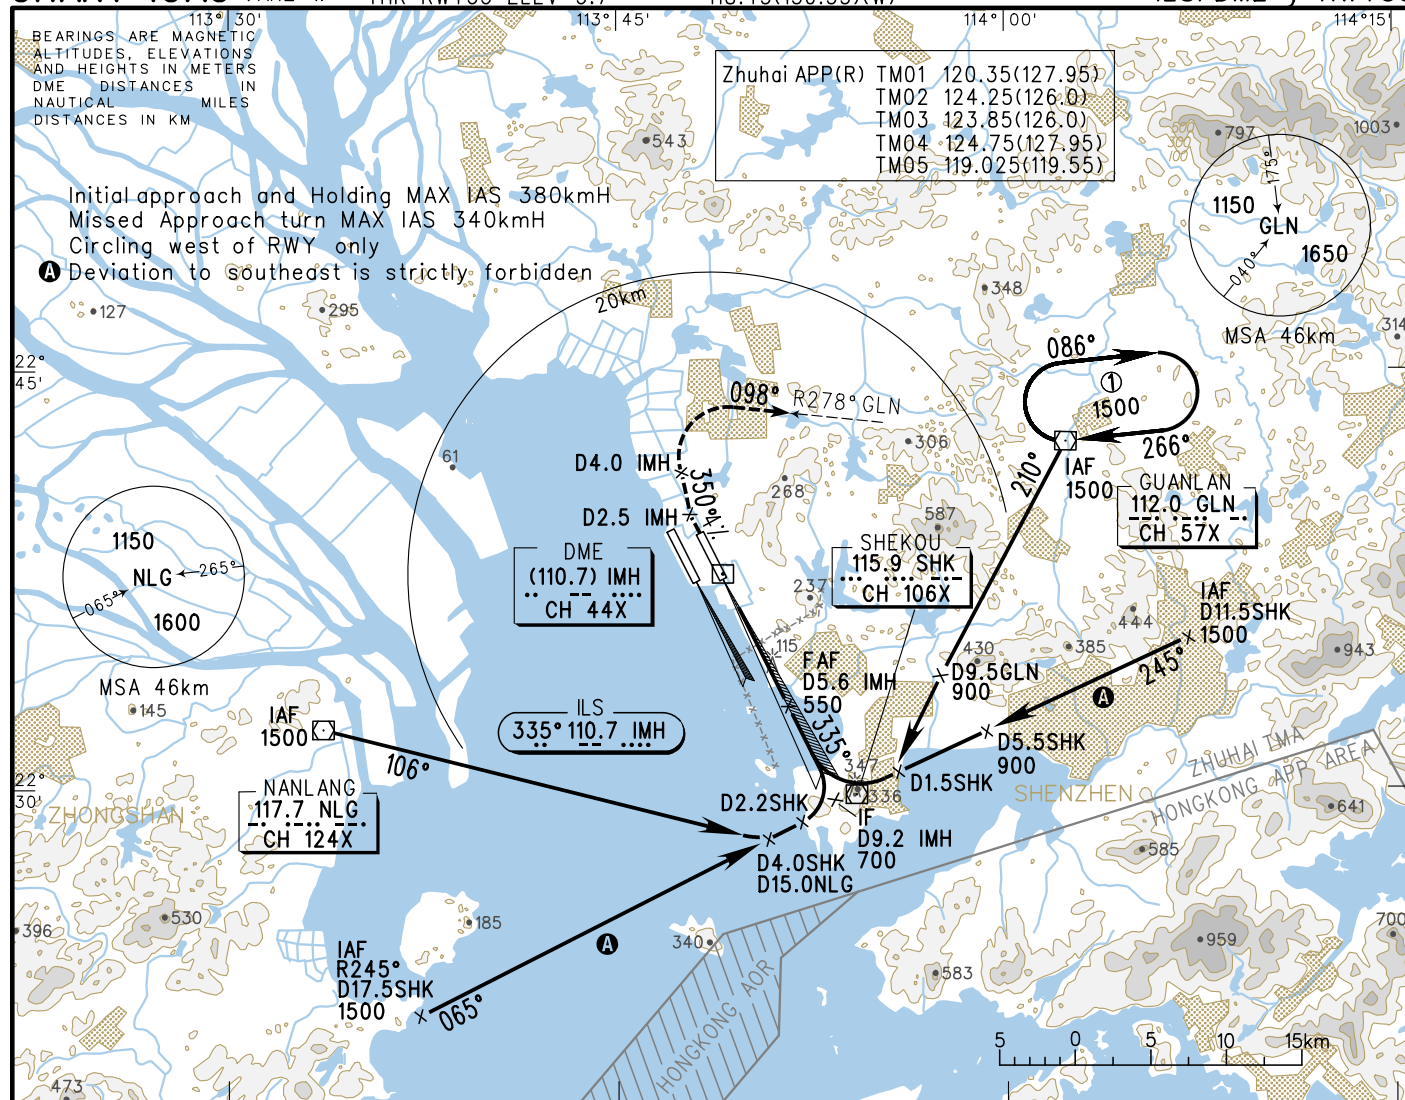 113°30'
113°45'
114°00'
114°15'
BEARINGS ARE MAGNETIC
ALTITUDES, ELEVATIONS
AND HEIGHTS IN METERS
DME DISTANCES IN
NAUTICAL MILES
DISTANCES IN KM
Zhuhai APP(R) TM01 120.35(127.95)
TM02 124.25(126.0)
TM03 123.85(126.0)
TM04 124.75(127.95)
TM05 119.025(119.55)
Initial approach and Holding MAX IAS 380kmH
Missed Approach turn MAX IAS 340kmH
Circling west of RWY only
A Deviation to southeast is strictly forbidden
543
797
1003
175°
1150
GLN
1650
040°
MSA 46km
127
295
20km
348
314
22°
45'
086°
1
1500
266°
098°
R278° GLN
306
IAF
1500
210°
61
D4.0 IMH
350°
4%
268
587
GUANLAN
112.0 GLN
CH 57X
D2.5 IMH
DME
(110.7) IMH
CH 44X
SHEKOU
115.9 SHK
CH 106X
1150
NLG
265°
065°
1600
MSA 46km
145
237
115
444
385
430
943
IAF
D11.5SHK
1500
245°
A
FAF
D5.6 IMH
550
335°
D9.5GLN
900
D5.5SHK
900
ILS
335° 110.7 IMH
IAF
1500
106°
NANLANG
117.7 NLG
CH 124X
22°
30'
ZHONGSHAN
347
336
D1.5SHK
SHENZHEN
ZHUHAI TMA
HONGKONG APP AREA
641
585
D2.2SHK
IF
D9.2 IMH
700
D4.0SHK
D15.0NLG
530
396
185
A
340
959
700
583
IAF
R245°
D17.5SHK
1500
065°
HONGKONG AOR
473
5 0 5 10 15km